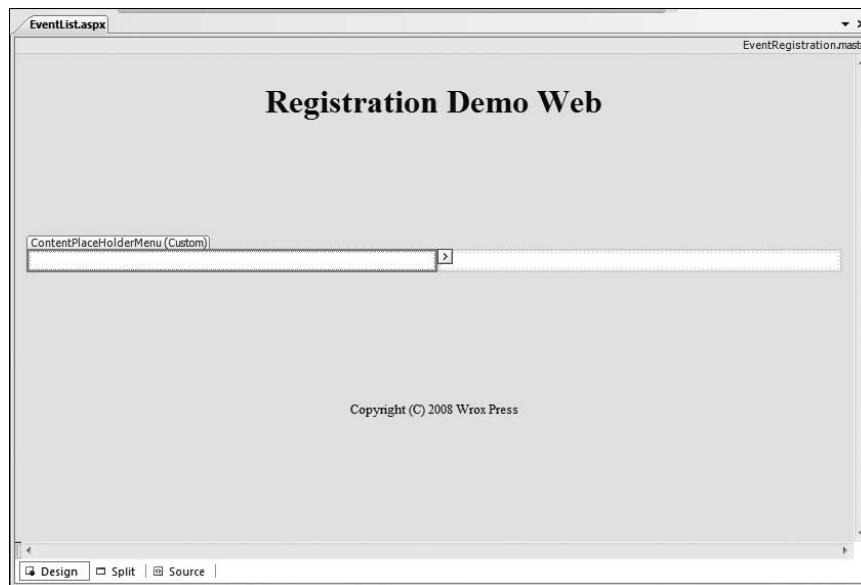 EventList.aspx
EventRegistration.mast
Registration Demo Web
ContentPlaceHolderMenu (Custom)
Copyright (C) 2008 Wrox Press
Design Split Source